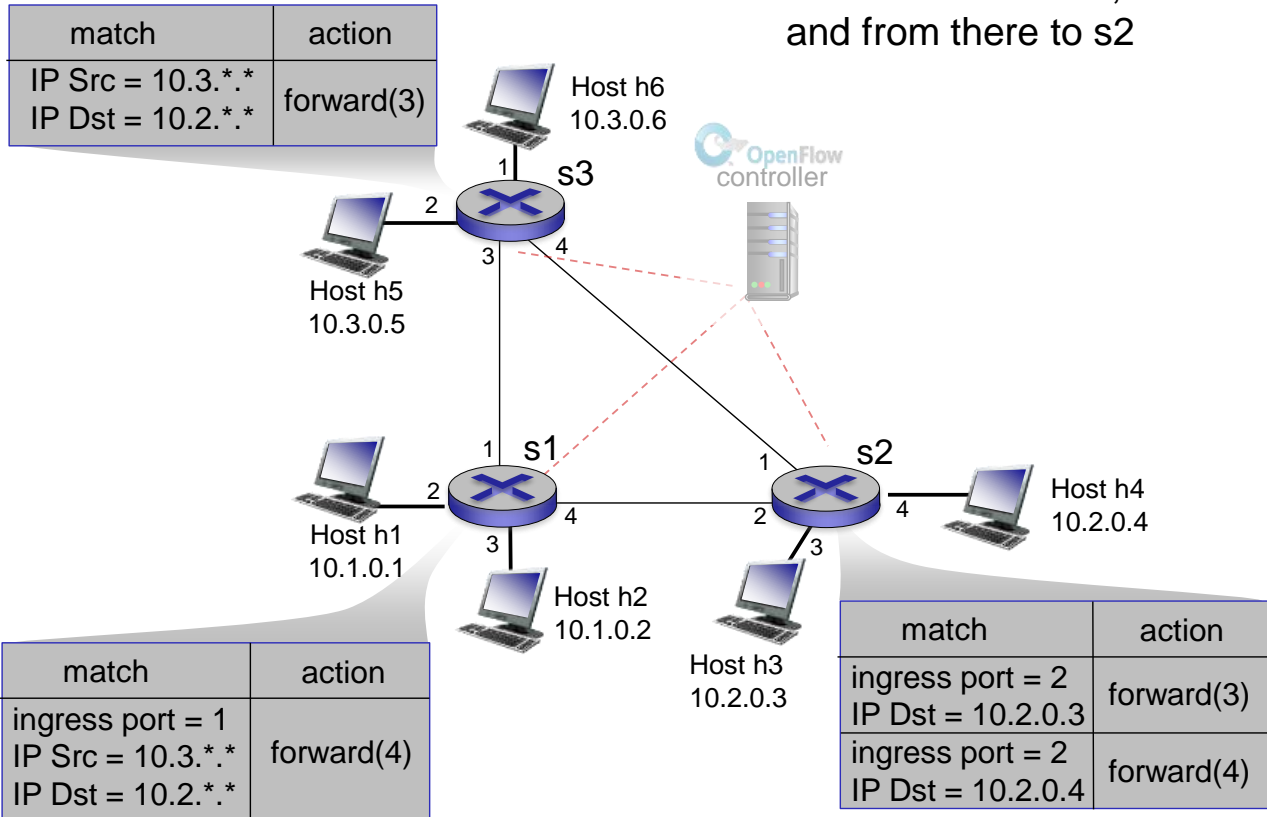 and from there to s2
match action
IP Src = 10.3.*.*
IP Dst = 10.2.*.*
forward(3)
Host h6
10.3.0.6
OpenFlow
controller
1
s3
2
3
4
Host h5
10.3.0.5
1
s1
2
3
4
Host h1
10.1.0.1
Host h2
10.1.0.2
1
s2
2
3
4
Host h4
10.2.0.4
Host h3
10.2.0.3
match action
ingress port = 1
IP Src = 10.3.*.*
IP Dst = 10.2.*.*
forward(4)
match action
ingress port = 2
IP Dst = 10.2.0.3
forward(3)
ingress port = 2
IP Dst = 10.2.0.4
forward(4)